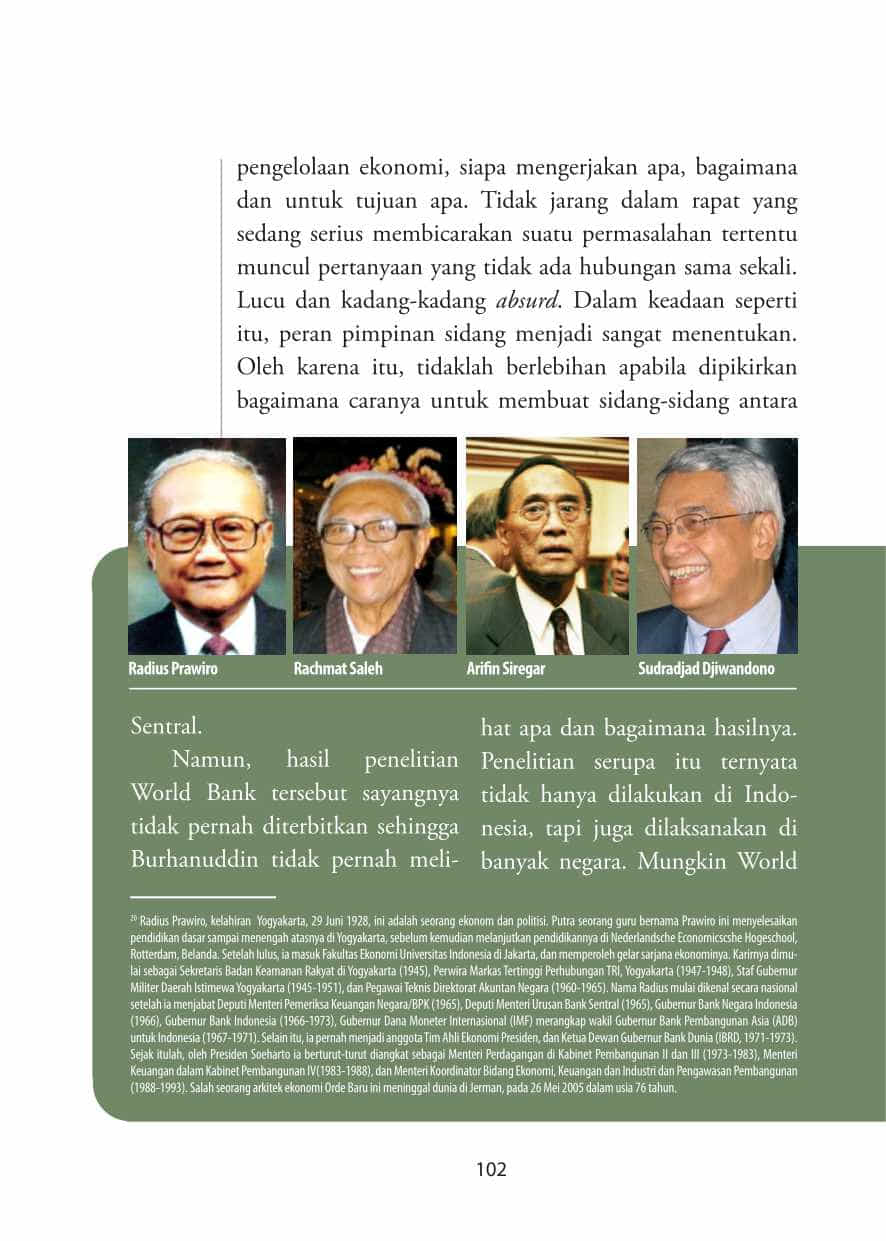 pengelolaan ekonomi, siapa mengerjakan apa, bagaimana
dan untuk tujuan apa. Tidak jarang dalam rapat yang
sedang serius membicarakan suatu permasalahan tertentu
muncul pertanyaan yang tidak ada hubungan sama sekali.
Lucu dan kadang-kadang absurd. Dalam keadaan seperti
itu, peran pimpinan sidang menjadi sangat menentukan.
Oleh karena itu, tidaklah berlebihan apabila dipikirkan
bagaimana caranya untuk membuat sidang-sidang antara
Radius Prawiro
Rachmat Saleh
Arifin Siregar
Sudradjad Djiwandono
Sentral.
Namun, hasil penelitian
World Bank tersebut sayangnya
tidak pernah diterbitkan sehingga
Burhanuddin tidak pernah meli-
hat apa dan bagaimana hasilnya.
Penelitian serupa itu ternyata
tidak hanya dilakukan di Indo-
nesia, tapi juga dilaksanakan di
banyak negara. Mungkin World
20 Radius Prawiro, kelahiran Yogyakarta, 29 Juni 1928, ini adalah seorang ekonom dan politisi. Putra seorang guru bernama Prawiro ini menyelesaikan
pendidikan dasar sampai menengah atasnya di Yogyakarta, sebelum kemudian melanjutkan pendidikannya di Nederlandsche Economicscshe Hogeschool,
Rotterdam, Belanda. Setelah lulus, ia masuk Fakultas Ekonomi Universitas Indonesia di Jakarta, dan memperoleh gelar sarjana ekonominya. Karirnya dimu-
lai sebagai Sekretaris Badan Keamanan Rakyat di Yogyakarta (1945), Perwira Markas Tertinggi Perhubungan TRI, Yogyakarta (1947-1948), Staf Gubernur
Militer Daerah Istimewa Yogyakarta (1945-1951), dan Pegawai Teknis Direktorat Akuntan Negara (1960-1965). Nama Radius mulai dikenal secara nasional
setelah ia menjabat Deputi Menteri Pemeriksa Keuangan Negara/BPK (1965), Deputi Menteri Urusan Bank Sentral (1965), Gubernur Bank Negara Indonesia
(1966), Gubernur Bank Indonesia (1966-1973), Gubernur Dana Moneter Internasional (IMF) merangkap wakil Gubernur Bank Pembangunan Asia (ADB)
untuk Indonesia (1967-1971). Selain itu, ia pernah menjadi anggota Tim Ahli Ekonomi Presiden, dan Ketua Dewan Gubernur Bank Dunia (IBRD, 1971-1973).
Sejak itulah, oleh Presiden Soeharto ia berturut-turut diangkat sebagai Menteri Perdagangan di Kabinet Pembangunan II dan III (1973-1983), Menteri
Keuangan dalam Kabinet Pembangunan IV(1983-1988), dan Menteri Koordinator Bidang Ekonomi, Keuangan dan Industri dan Pengawasan Pembangunan
(1988-1993). Salah seorang arkitek ekonomi Orde Baru ini meninggal dunia di Jerman, pada 26 Mei 2005 dalam usia 76 tahun.
102